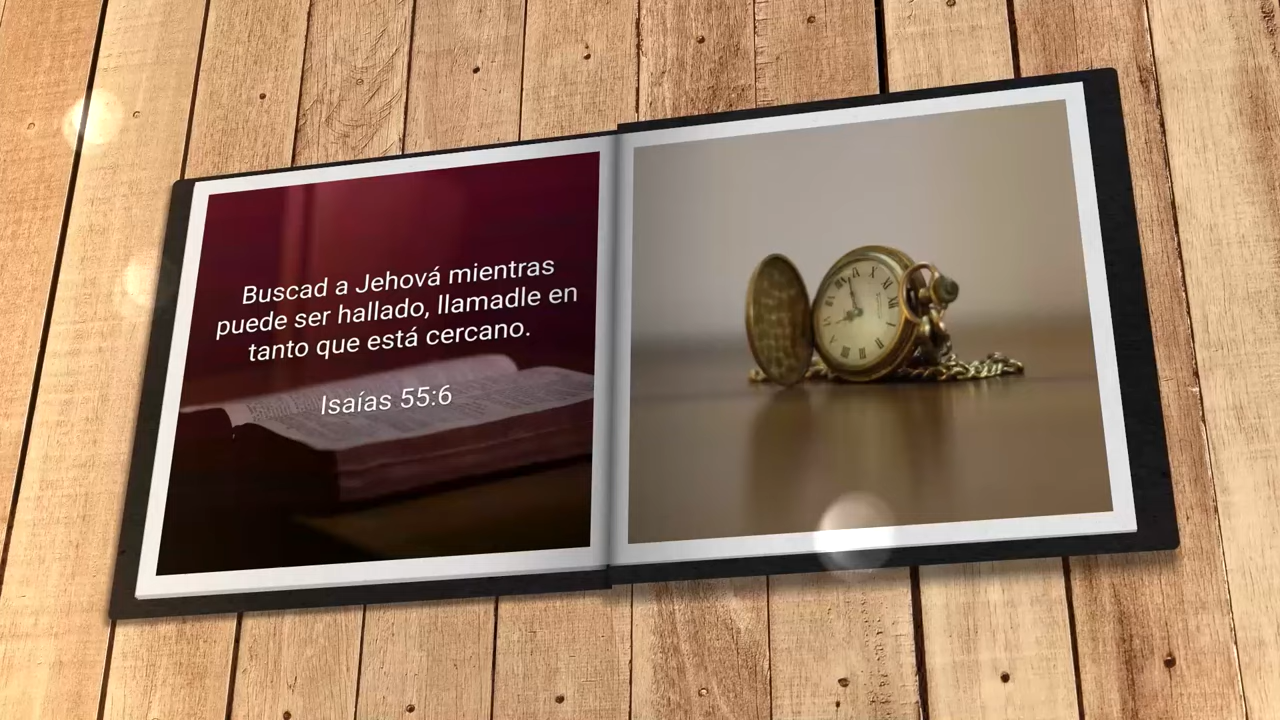 Buscad a Jehová mientras
puede ser hallado, llamadle en
tanto que está cercano.
Isaías 55:6